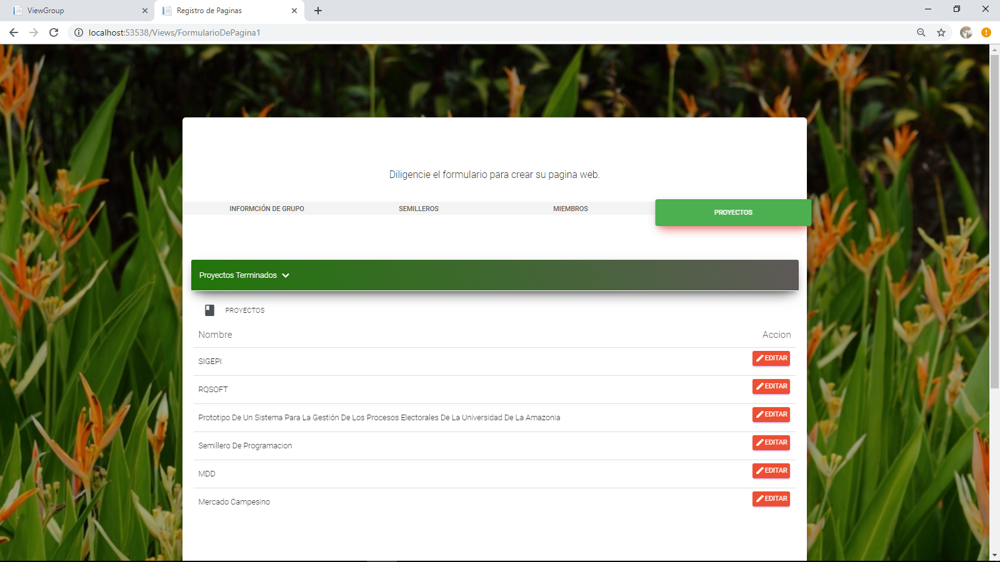 ViewGroup
Registro de Paginas
localhost:53538/Views/FormularioDePagina1
Diligencie el formulario para crear su pagina web.
INFORMCIÓN DE GRUPO SEMILLEROS MIEMBROS PROYECTOS
Proyectos Terminados
PROYECTOS
Nombre Accion
SIGEPI EDITAR
RQSOFT EDITAR
Prototipo De Un Sistema Para La Gestión De Los Procesos Electorales De La Universidad De La Amazonia EDITAR
Semillero De Programacion EDITAR
MDD EDITAR
Mercado Campesino EDITAR